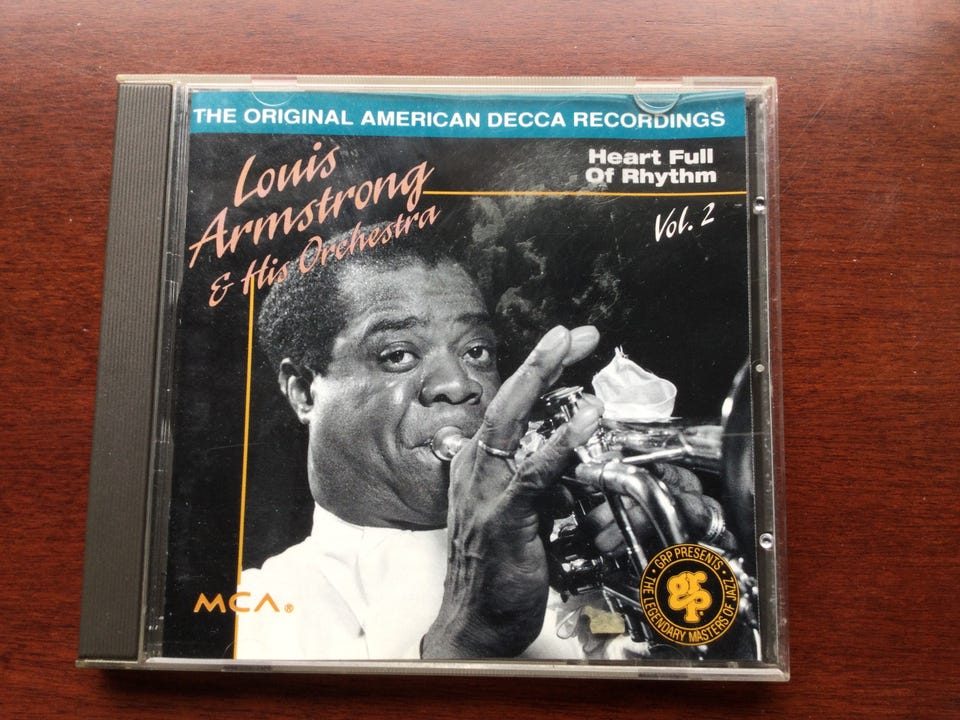 THE ORIGINAL AMERICAN DECCA RECORDINGS
Louis
Armstrong
& His Orchestra
Heart Full
Of Rhythm
Vol. 2
MCA®
· GRP PRESENTS ·
THE LEGENDARY MASTERS OF JAZZ
grp